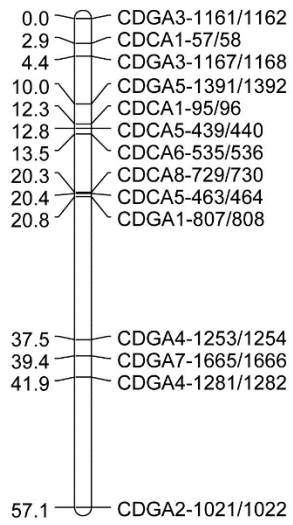 0.0 CDGA3-1161/1162
2.9 CDCA1-57/58
4.4 CDGA3-1167/1168
10.0 CDGA5-1391/1392
12.3 CDCA1-95/96
12.8 CDCA5-439/440
13.5 CDCA6-535/536
20.3 CDCA8-729/730
20.4 CDCA5-463/464
20.8 CDGA1-807/808
37.5 CDGA4-1253/1254
39.4 CDGA7-1665/1666
41.9 CDGA4-1281/1282
57.1 CDGA2-1021/1022